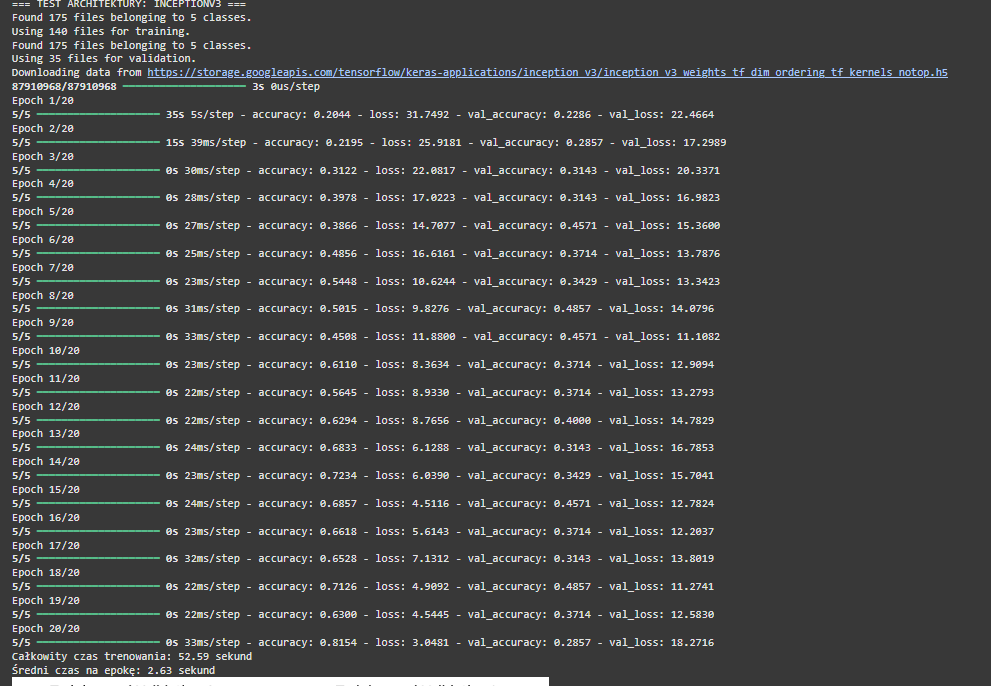 === TEST ARCHITEKTURY: INCEPTIONV3 ===
Found 175 files belonging to 5 classes.
Using 140 files for training.
Found 175 files belonging to 5 classes.
Using 35 files for validation.
Downloading data from https://storage.googleapis.com/tensorflow/keras-applications/inception_v3/inception_v3_weights_tf_dim_ordering_tf_kernels_notop.h5
87910968/87910968 ━━━━━━━━━━━━━━━━━━━━ 3s 0us/step
Epoch 1/20
5/5 ━━━━━━━━━━━━━━━━━━━━ 35s 5s/step - accuracy: 0.2044 - loss: 31.7492 - val_accuracy: 0.2286 - val_loss: 22.4664
Epoch 2/20
5/5 ━━━━━━━━━━━━━━━━━━━━ 15s 39ms/step - accuracy: 0.2195 - loss: 25.9181 - val_accuracy: 0.2857 - val_loss: 17.2989
Epoch 3/20
5/5 ━━━━━━━━━━━━━━━━━━━━ 0s 30ms/step - accuracy: 0.3122 - loss: 22.0817 - val_accuracy: 0.3143 - val_loss: 20.3371
Epoch 4/20
5/5 ━━━━━━━━━━━━━━━━━━━━ 0s 28ms/step - accuracy: 0.3978 - loss: 17.0223 - val_accuracy: 0.3143 - val_loss: 16.9823
Epoch 5/20
5/5 ━━━━━━━━━━━━━━━━━━━━ 0s 27ms/step - accuracy: 0.3866 - loss: 14.7077 - val_accuracy: 0.4571 - val_loss: 15.3600
Epoch 6/20
5/5 ━━━━━━━━━━━━━━━━━━━━ 0s 25ms/step - accuracy: 0.4856 - loss: 16.6161 - val_accuracy: 0.3714 - val_loss: 13.7876
Epoch 7/20
5/5 ━━━━━━━━━━━━━━━━━━━━ 0s 23ms/step - accuracy: 0.5448 - loss: 10.6244 - val_accuracy: 0.3429 - val_loss: 13.3423
Epoch 8/20
5/5 ━━━━━━━━━━━━━━━━━━━━ 0s 31ms/step - accuracy: 0.5015 - loss: 9.8276 - val_accuracy: 0.4857 - val_loss: 14.0796
Epoch 9/20
5/5 ━━━━━━━━━━━━━━━━━━━━ 0s 33ms/step - accuracy: 0.4508 - loss: 11.8800 - val_accuracy: 0.4571 - val_loss: 11.1082
Epoch 10/20
5/5 ━━━━━━━━━━━━━━━━━━━━ 0s 23ms/step - accuracy: 0.6110 - loss: 8.3634 - val_accuracy: 0.3714 - val_loss: 12.9094
Epoch 11/20
5/5 ━━━━━━━━━━━━━━━━━━━━ 0s 22ms/step - accuracy: 0.5645 - loss: 8.9330 - val_accuracy: 0.3714 - val_loss: 13.2793
Epoch 12/20
5/5 ━━━━━━━━━━━━━━━━━━━━ 0s 22ms/step - accuracy: 0.6294 - loss: 8.7656 - val_accuracy: 0.4000 - val_loss: 14.7829
Epoch 13/20
5/5 ━━━━━━━━━━━━━━━━━━━━ 0s 24ms/step - accuracy: 0.6833 - loss: 6.1288 - val_accuracy: 0.3143 - val_loss: 16.7853
Epoch 14/20
5/5 ━━━━━━━━━━━━━━━━━━━━ 0s 23ms/step - accuracy: 0.7234 - loss: 6.0390 - val_accuracy: 0.3429 - val_loss: 15.7041
Epoch 15/20
5/5 ━━━━━━━━━━━━━━━━━━━━ 0s 24ms/step - accuracy: 0.6857 - loss: 4.5116 - val_accuracy: 0.4571 - val_loss: 12.7824
Epoch 16/20
5/5 ━━━━━━━━━━━━━━━━━━━━ 0s 23ms/step - accuracy: 0.6618 - loss: 5.6143 - val_accuracy: 0.3714 - val_loss: 12.2037
Epoch 17/20
5/5 ━━━━━━━━━━━━━━━━━━━━ 0s 32ms/step - accuracy: 0.6528 - loss: 7.1312 - val_accuracy: 0.3143 - val_loss: 13.8019
Epoch 18/20
5/5 ━━━━━━━━━━━━━━━━━━━━ 0s 22ms/step - accuracy: 0.7126 - loss: 4.9092 - val_accuracy: 0.4857 - val_loss: 11.2741
Epoch 19/20
5/5 ━━━━━━━━━━━━━━━━━━━━ 0s 22ms/step - accuracy: 0.6300 - loss: 4.5445 - val_accuracy: 0.3714 - val_loss: 12.5830
Epoch 20/20
5/5 ━━━━━━━━━━━━━━━━━━━━ 0s 33ms/step - accuracy: 0.8154 - loss: 3.0481 - val_accuracy: 0.2857 - val_loss: 18.2716
Całkowity czas trenowania: 52.59 sekund
Średni czas na epokę: 2.63 sekund